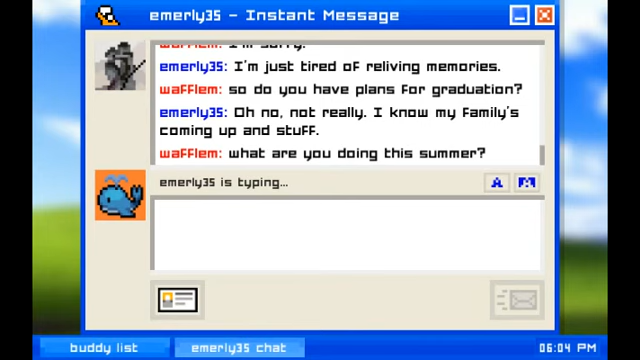 emerly35 - Instant Message
wafflem: I'm sorry.
emerly35: I'm just tired of reliving memories.
wafflem: so do you have plans for graduation?
emerly35: Oh no, not really. I know my family's
coming up and stuff.
wafflem: what are you doing this summer?
emerly35 is typing...
A A
buddy list
emerly35 chat
06:04 PM